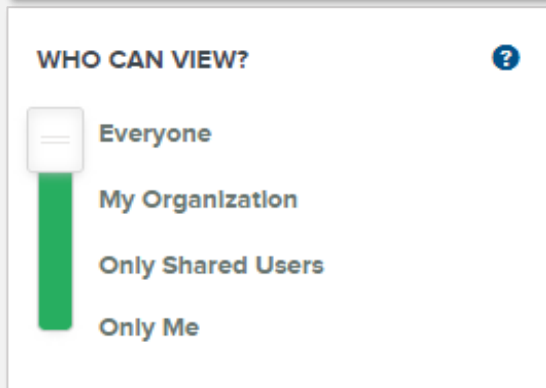 WHO CAN VIEW? ?
Everyone
My Organization
Only Shared Users
Only Me